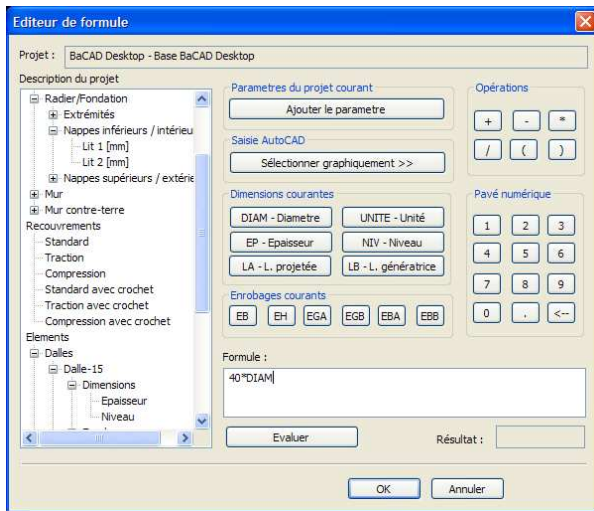 Editeur de formule
Projet : BaCAD Desktop - Base BaCAD Desktop
Description du projet
Radier/Fondation
Extrémités
Nappes inférieurs / intérieu
Lit 1 [mm]
Lit 2 [mm]
Nappes supérieurs / extérie
Mur
Mur contre-terre
Recouvrements
Standard
Traction
Compression
Standard avec crochet
Traction avec crochet
Compression avec crochet
Elements
Dalles
Dalle-15
Dimensions
Epaisseur
Niveau
Parametres du projet courant
Ajouter le parametre
Saisie AutoCAD
Sélectionner graphiquement >>
Dimensions courantes
DIAM - Diametre UNITE - Unité
EP - Epaisseur NIV - Niveau
LA - L. projetée LB - L. génératrice
Enrobages courants
EB EH EGA EGB EBA EBB
Opérations
+ - *
/ ( )
Pavé numérique
1 2 3
4 5 6
7 8 9
0 . <--
Formule :
40*DIAM
Evaluer Résultat :
OK Annuler